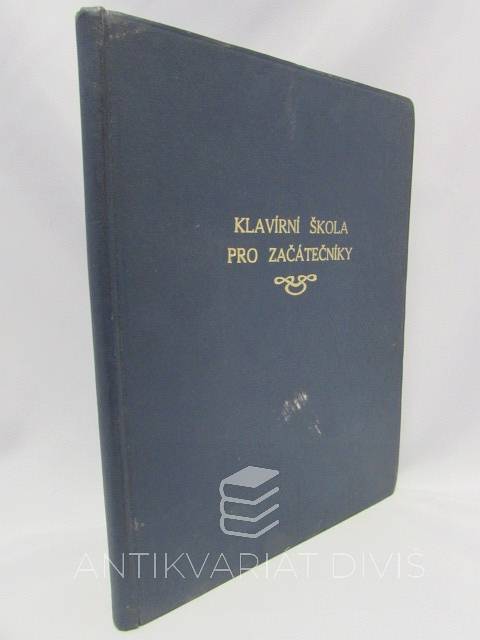 KLAVÍRNÍ ŠKOLA
PRO ZAČÁTEČNÍKY
ANTIKVARIÁT DIVIŠ